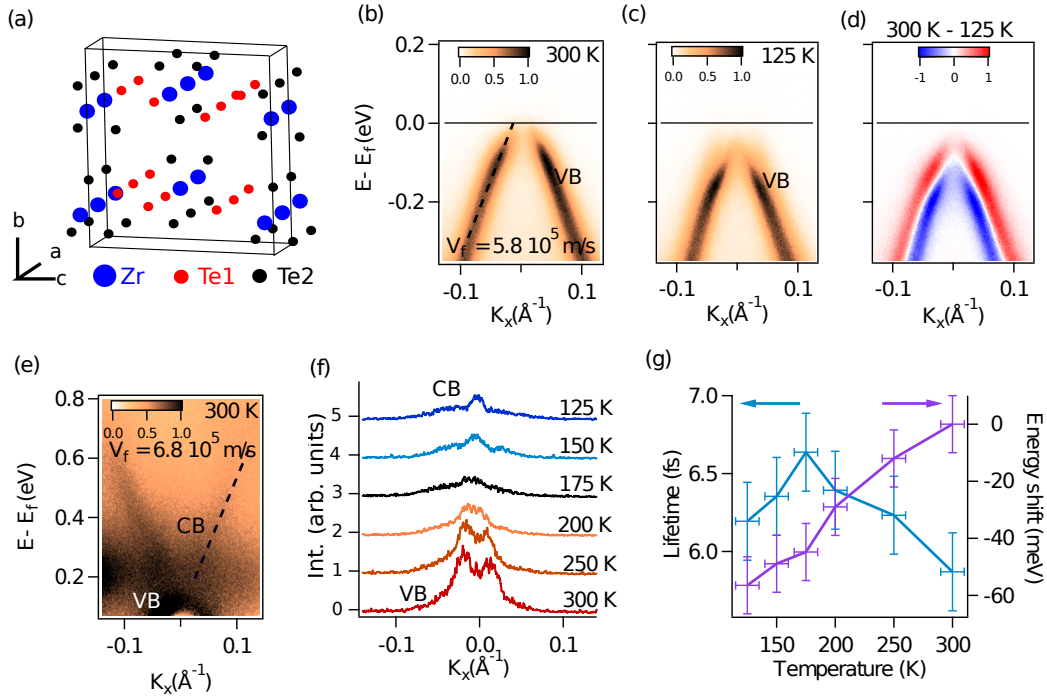 (a)
b
a
c
Zr
Te1
Te2
(b)
300 K
0.0 0.5 1.0
0.2
0.0
-0.2
E- E_f (eV)
VB
V_f = 5.8 10^5 m/s
-0.1 0.1
K_x(Å^-1)
(c)
125 K
0.0 0.5 1.0
VB
-0.1 0.1
K_x(Å^-1)
(d)
300 K - 125 K
-1 0 1
-0.1 0.1
K_x(Å^-1)
(e)
300 K
0.0 0.5 1.0
V_f = 6.8 10^5 m/s
0.8
0.6
0.4
0.2
E- E_f (eV)
CB
VB
-0.1 0.1
K_x(Å^-1)
(f)
CB
125 K
150 K
175 K
200 K
250 K
300 K
VB
5
4
3
2
1
0
Int. (arb. units)
-0.1 0.0 0.1
K_x(Å^-1)
(g)
7.0
6.5
6.0
Lifetime (fs)
0
-20
-40
-60
Energy shift (meV)
150 200 250 300
Temperature (K)